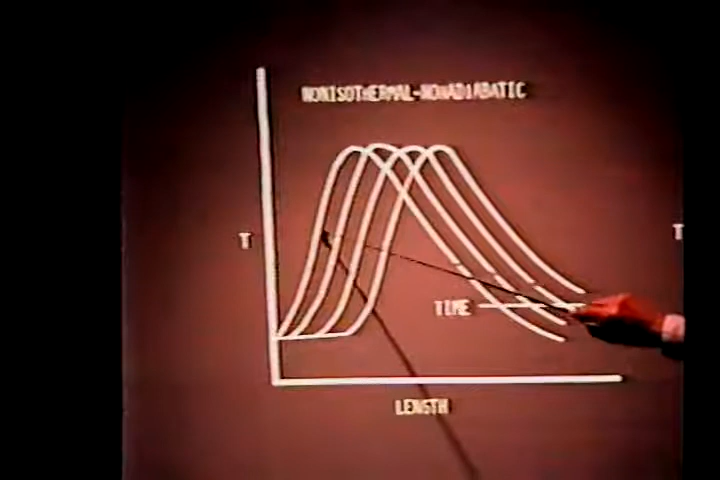 NONISOTHERMAL-NONADIABATIC
T
T
TIME
LENGTH